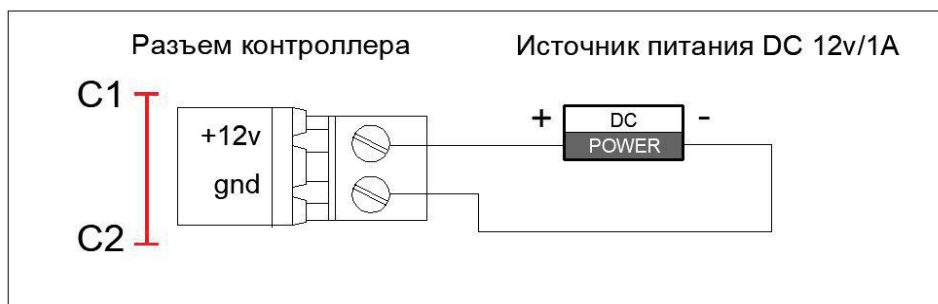 Разъем контроллера
Источник питания DC 12v/1A
C1
+12v
gnd
C2
+
DC
-
POWER